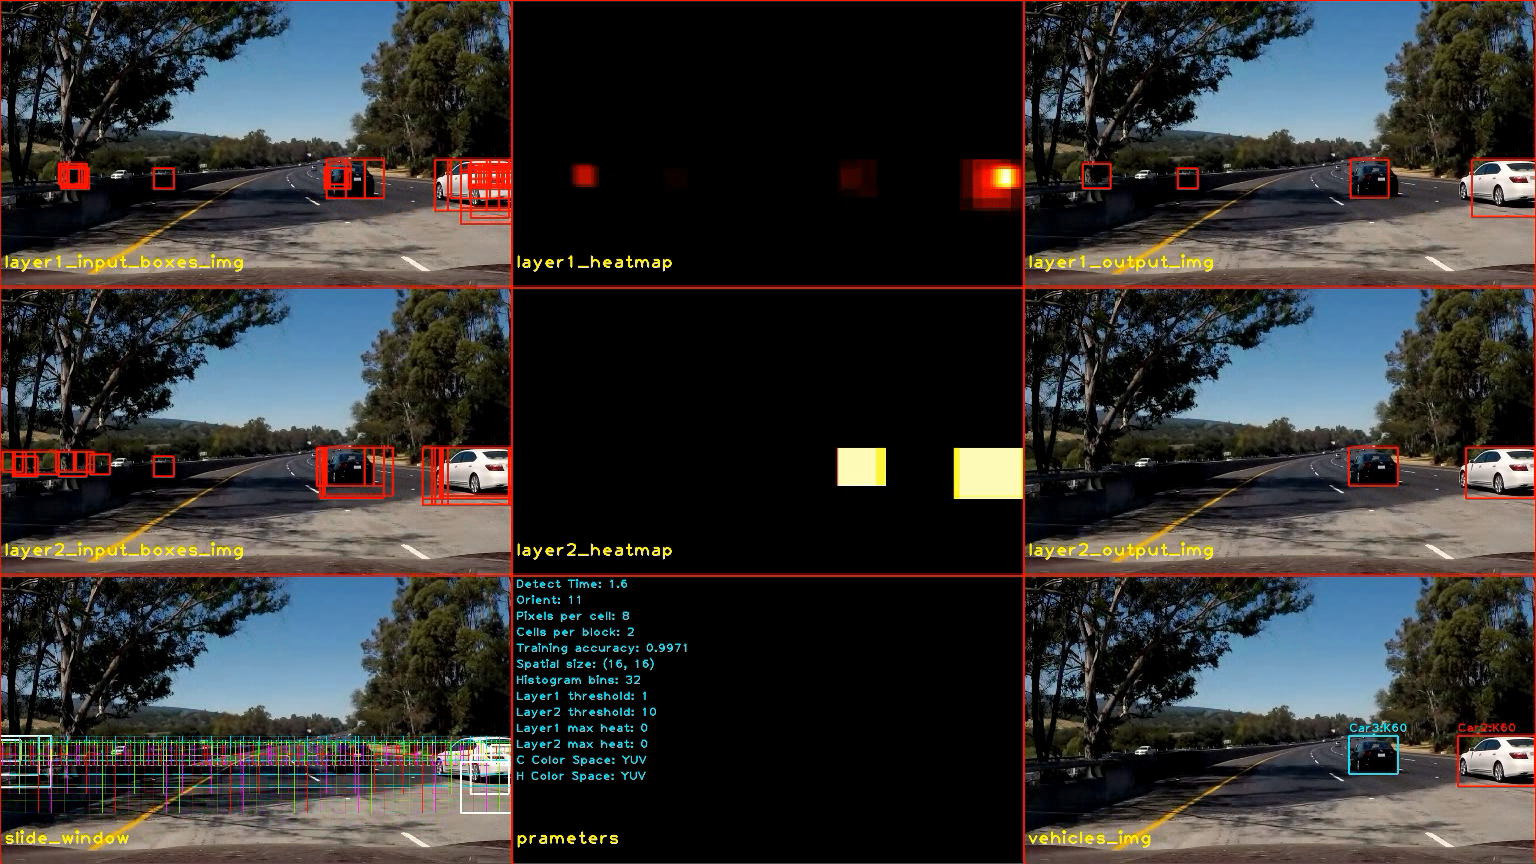 layer1_input_boxes_img
layer1_heatmap
layer1_output_img
layer2_input_boxes_img
layer2_heatmap
layer2_output_img
Detect Time: 1.6
Orient: 11
Pixels per cell: 8
Cells per block: 2
Training accuracy: 0.9971
Spatial size: (16, 16)
Histogram bins: 32
Layer1 threshold: 1
Layer2 threshold: 10
Layer1 max heat: 0
Layer2 max heat: 0
C Color Space: YUV
H Color Space: YUV
Car3:K60
Car2:K60
slide_window
prameters
vehicles_img